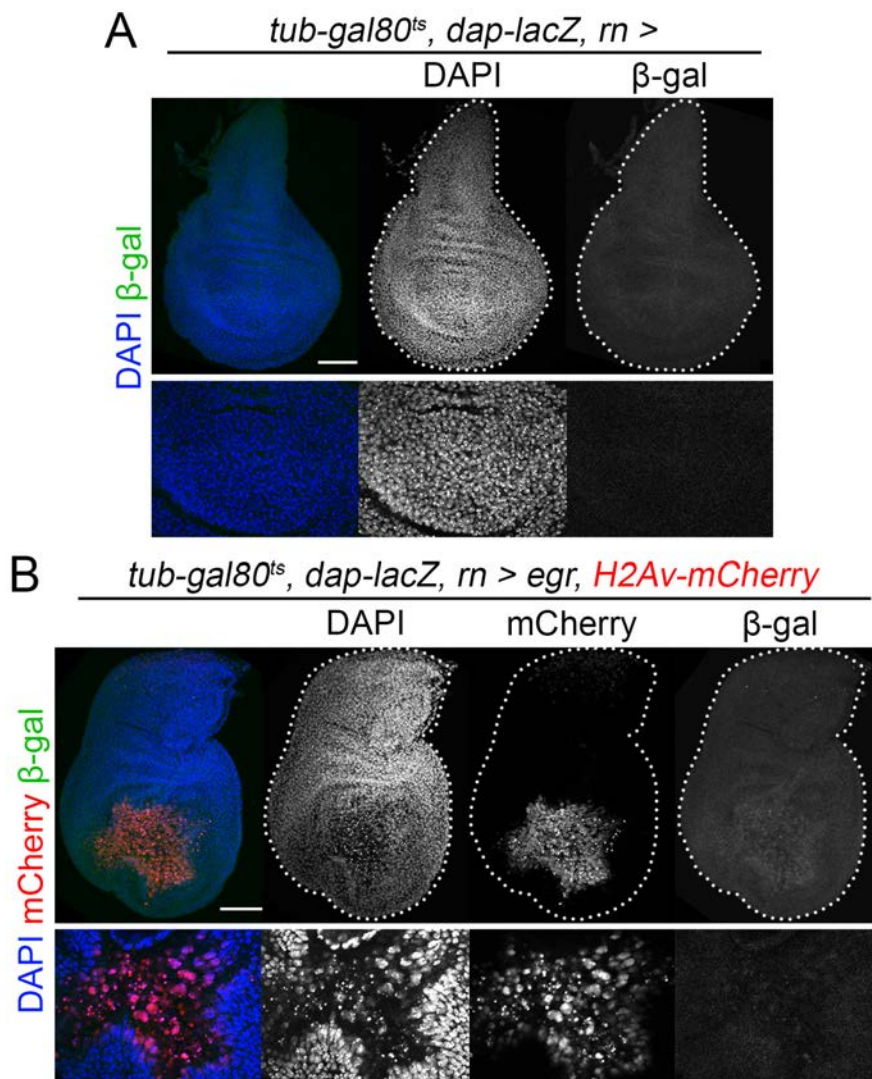 A
tub-gal80ts, dap-lacZ, rn >
DAPI β-gal
DAPI β-gal
B
tub-gal80ts, dap-lacZ, rn > egr, H2Av-mCherry
DAPI mCherry β-gal
DAPI mCherry β-gal